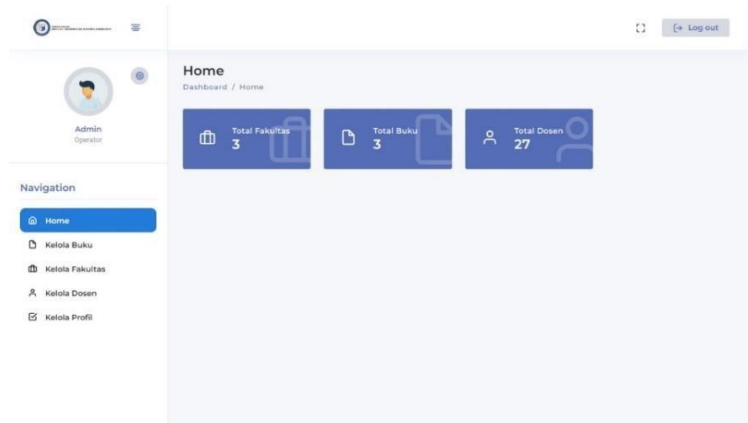 Log out
Admin
Operator
Navigation
Home
Kelola Buku
Kelola Fakultas
Kelola Dosen
Kelola Profil
Home
Dashboard / Home
Total Fakultas
3
Total Buku
3
Total Dosen
27